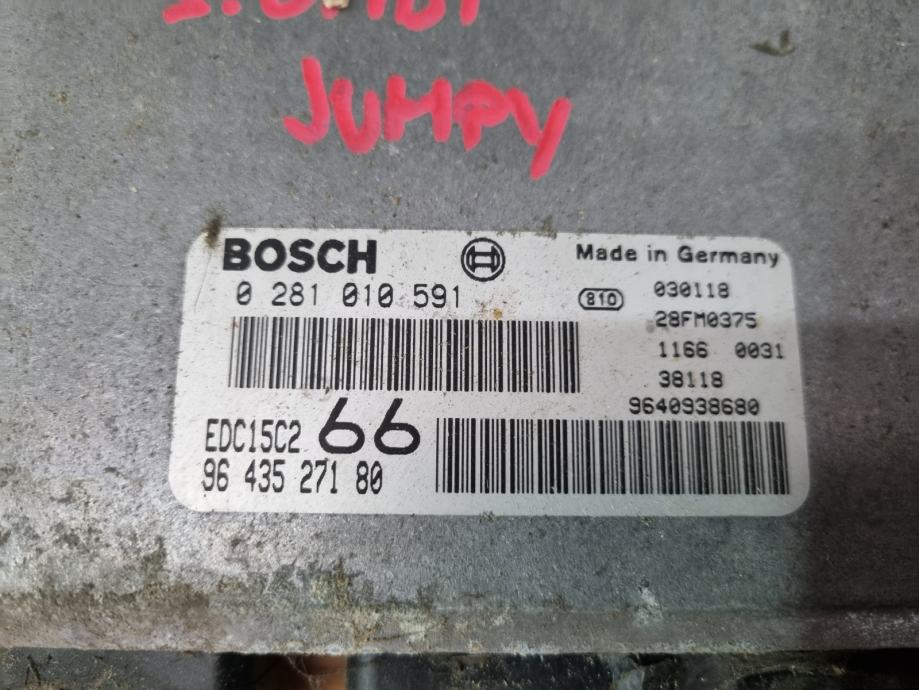 JUMPY
BOSCH
Made in Germany
0 281 010 591
810
030118
28FM0375
1166 0031
38118
9640938680
EDC15C2 66
96 435 271 80